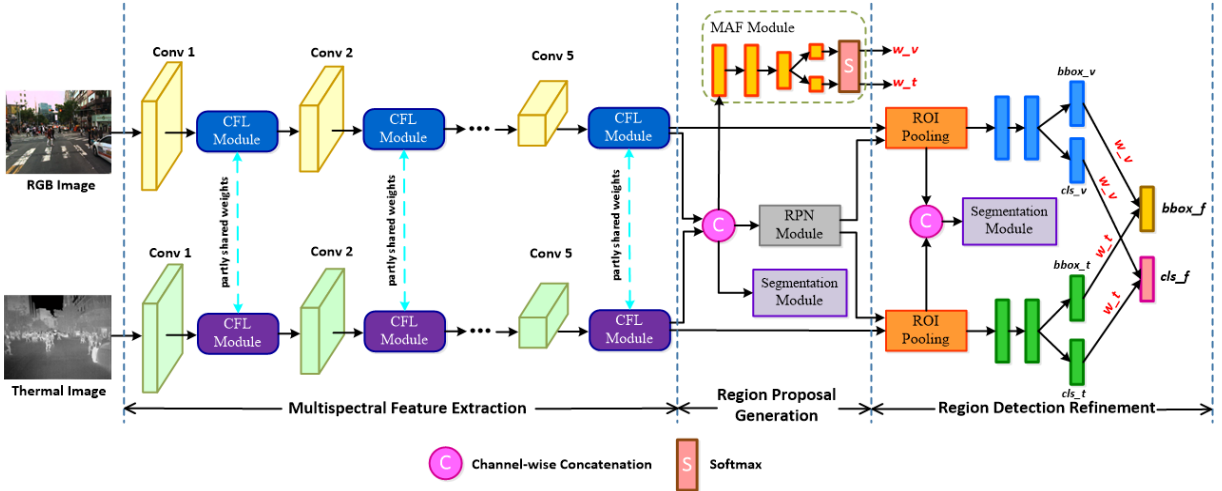 MAF Module
Conv 1
Conv 2
Conv 5
S
w_v
w_t
bbox_v
CFL
Module
CFL
Module
CFL
Module
ROI
Pooling
RGB Image
cls_v
w_v
w_v
partly shared weights
partly shared weights
partly shared weights
C
RPN
Module
C
Segmentation
Module
bbox_f
Conv 1
Conv 2
Conv 5
bbox_t
w_t
cls_f
w_t
Segmentation
Module
CFL
Module
CFL
Module
CFL
Module
ROI
Pooling
Thermal Image
cls_t
Multispectral Feature Extraction
Region Proposal
Generation
Region Detection Refinement
C
Channel-wise Concatenation
S
Softmax